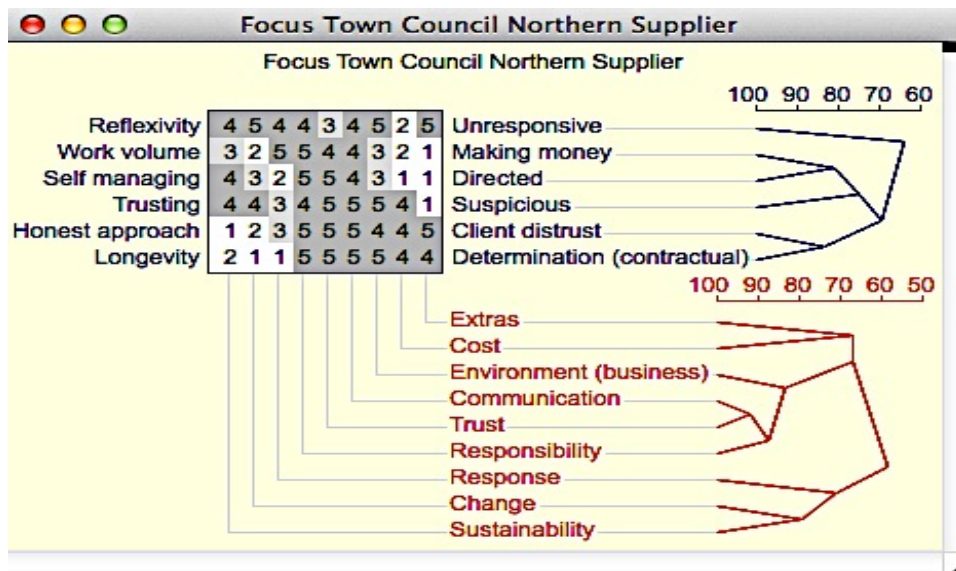 Focus Town Council Northern Supplier
Focus Town Council Northern Supplier
100 90 80 70 60
Reflexivity 4 5 4 4 3 4 5 2 5 Unresponsive
Work volume 3 2 5 5 4 4 3 2 1 Making money
Self managing 4 3 2 5 5 4 3 1 1 Directed
Trusting 4 4 3 4 5 5 5 4 1 Suspicious
Honest approach 1 2 3 5 5 5 4 4 5 Client distrust
Longevity 2 1 1 5 5 5 5 4 4 Determination (contractual)
100 90 80 70 60 50
Extras
Cost
Environment (business)
Communication
Trust
Responsibility
Response
Change
Sustainability